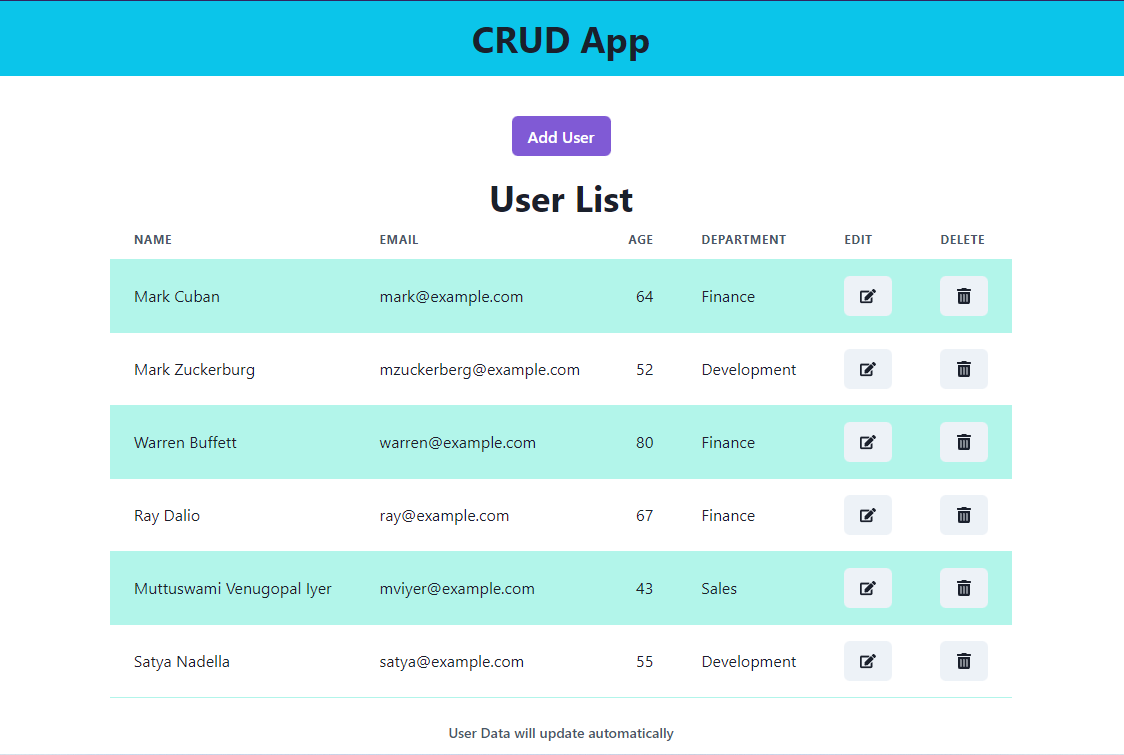 CRUD App
Add User
User List
NAME EMAIL AGE DEPARTMENT EDIT DELETE
Mark Cuban mark@example.com 64 Finance
Mark Zuckerburg mzuckerberg@example.com 52 Development
Warren Buffett warren@example.com 80 Finance
Ray Dalio ray@example.com 67 Finance
Muttuswami Venugopal Iyer mviyer@example.com 43 Sales
Satya Nadella satya@example.com 55 Development
User Data will update automatically